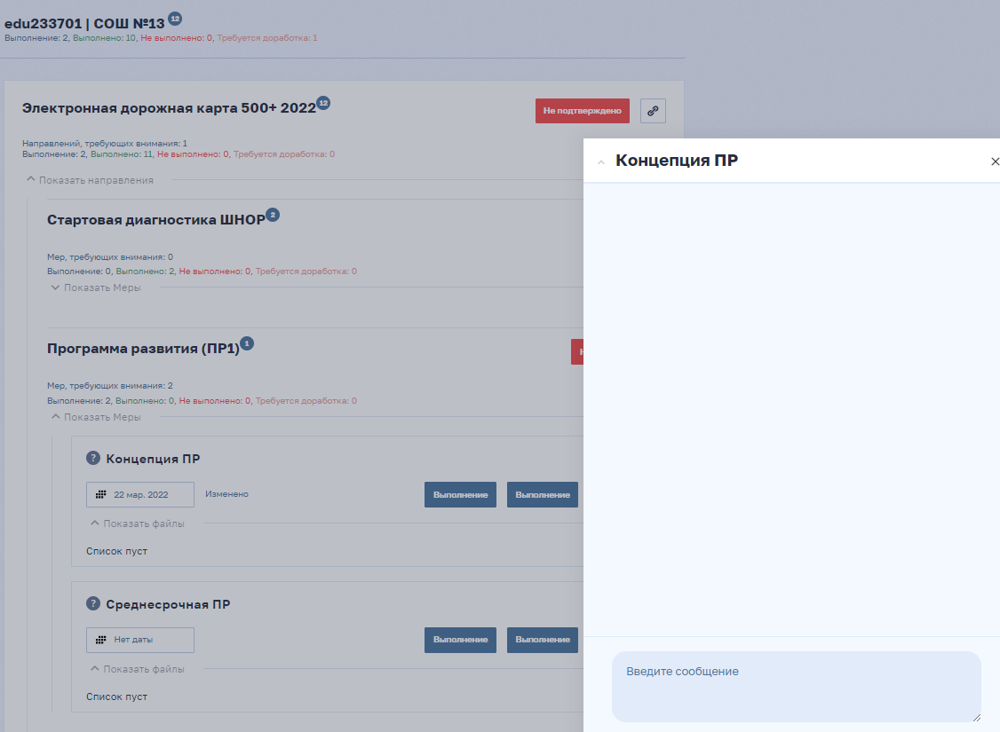 edu233701 | СОШ №13 12
Выполнение: 2, Выполнено: 10, Не выполнено: 0, Требуется доработка: 1
Электронная дорожная карта 500+ 2022 12
Не подтверждено
Направлений, требующих внимания: 1
Выполнение: 2, Выполнено: 11, Не выполнено: 0, Требуется доработка: 0
Показать направления
Стартовая диагностика ШНОР 2
Мер, требующих внимания: 0
Выполнение: 0, Выполнено: 2, Не выполнено: 0, Требуется доработка: 0
Показать Меры
Программа развития (ПР1) 1
Мер, требующих внимания: 2
Выполнение: 2, Выполнено: 0, Не выполнено: 0, Требуется доработка: 0
Показать Меры
? Концепция ПР
22 мар. 2022 Изменено Выполнение Выполнение
Показать файлы
Список пуст
? Среднесрочная ПР
Нет даты Выполнение Выполнение
Показать файлы
Список пуст
Концепция ПР
Введите сообщение